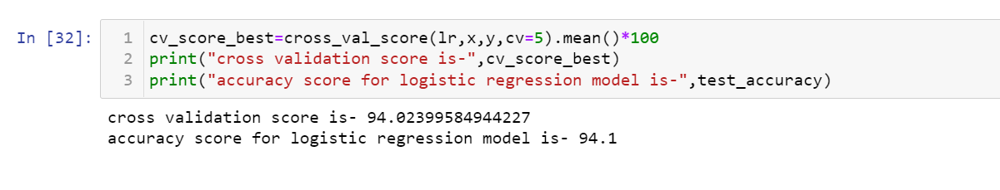 In [32]: 1 cv_score_best=cross_val_score(lr,x,y,cv=5).mean()*100
2 print("cross validation score is-",cv_score_best)
3 print("accuracy score for logistic regression model is-",test_accuracy)
cross validation score is- 94.02399584944227
accuracy score for logistic regression model is- 94.1